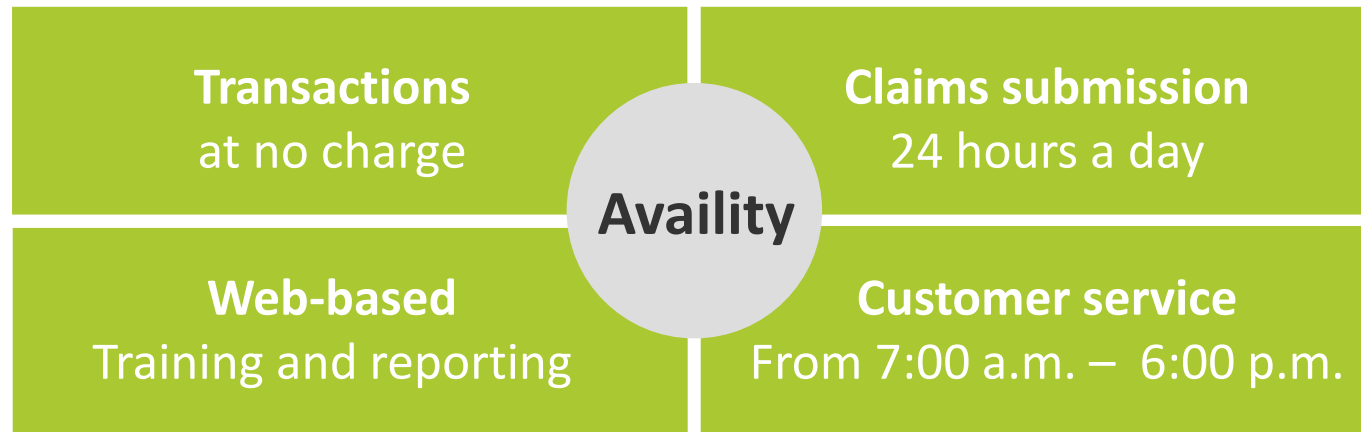 Transactions
at no charge
Claims submission
24 hours a day
Availity
Web-based
Training and reporting
Customer service
From 7:00 a.m. – 6:00 p.m.